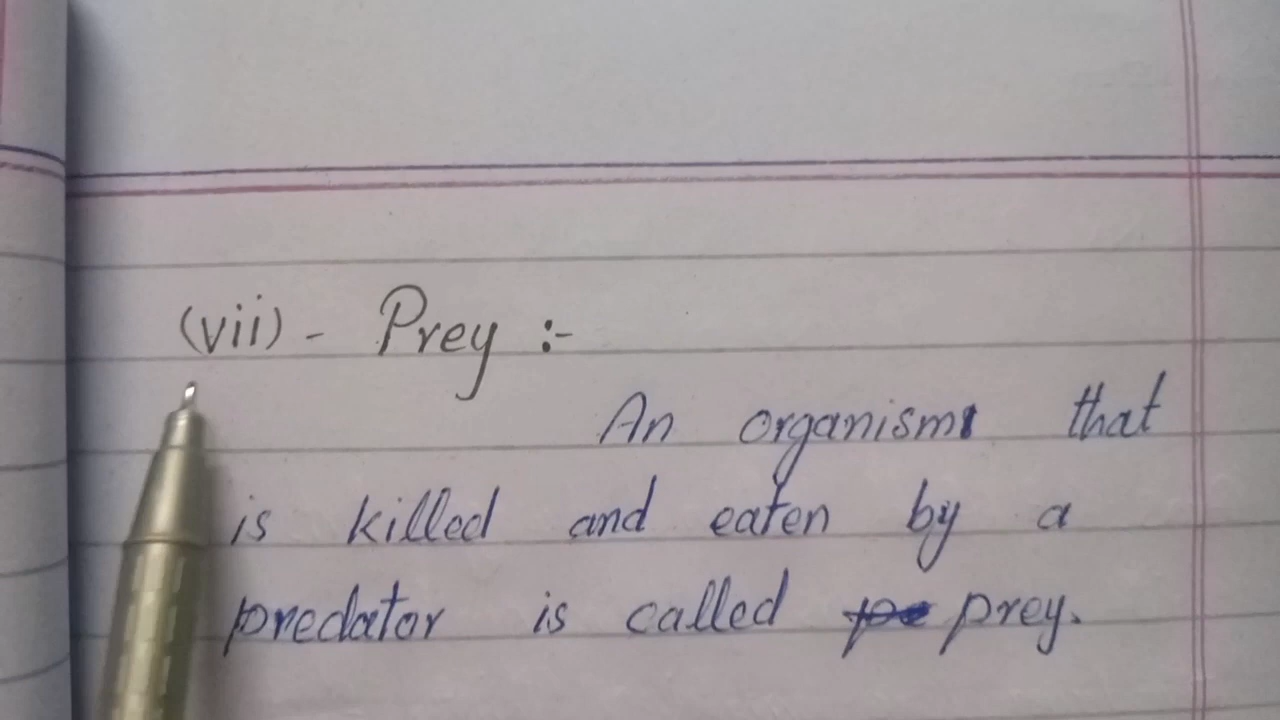 (vii) - Prey :-
An organism that
is killed and eaten by a
predator is called prey.